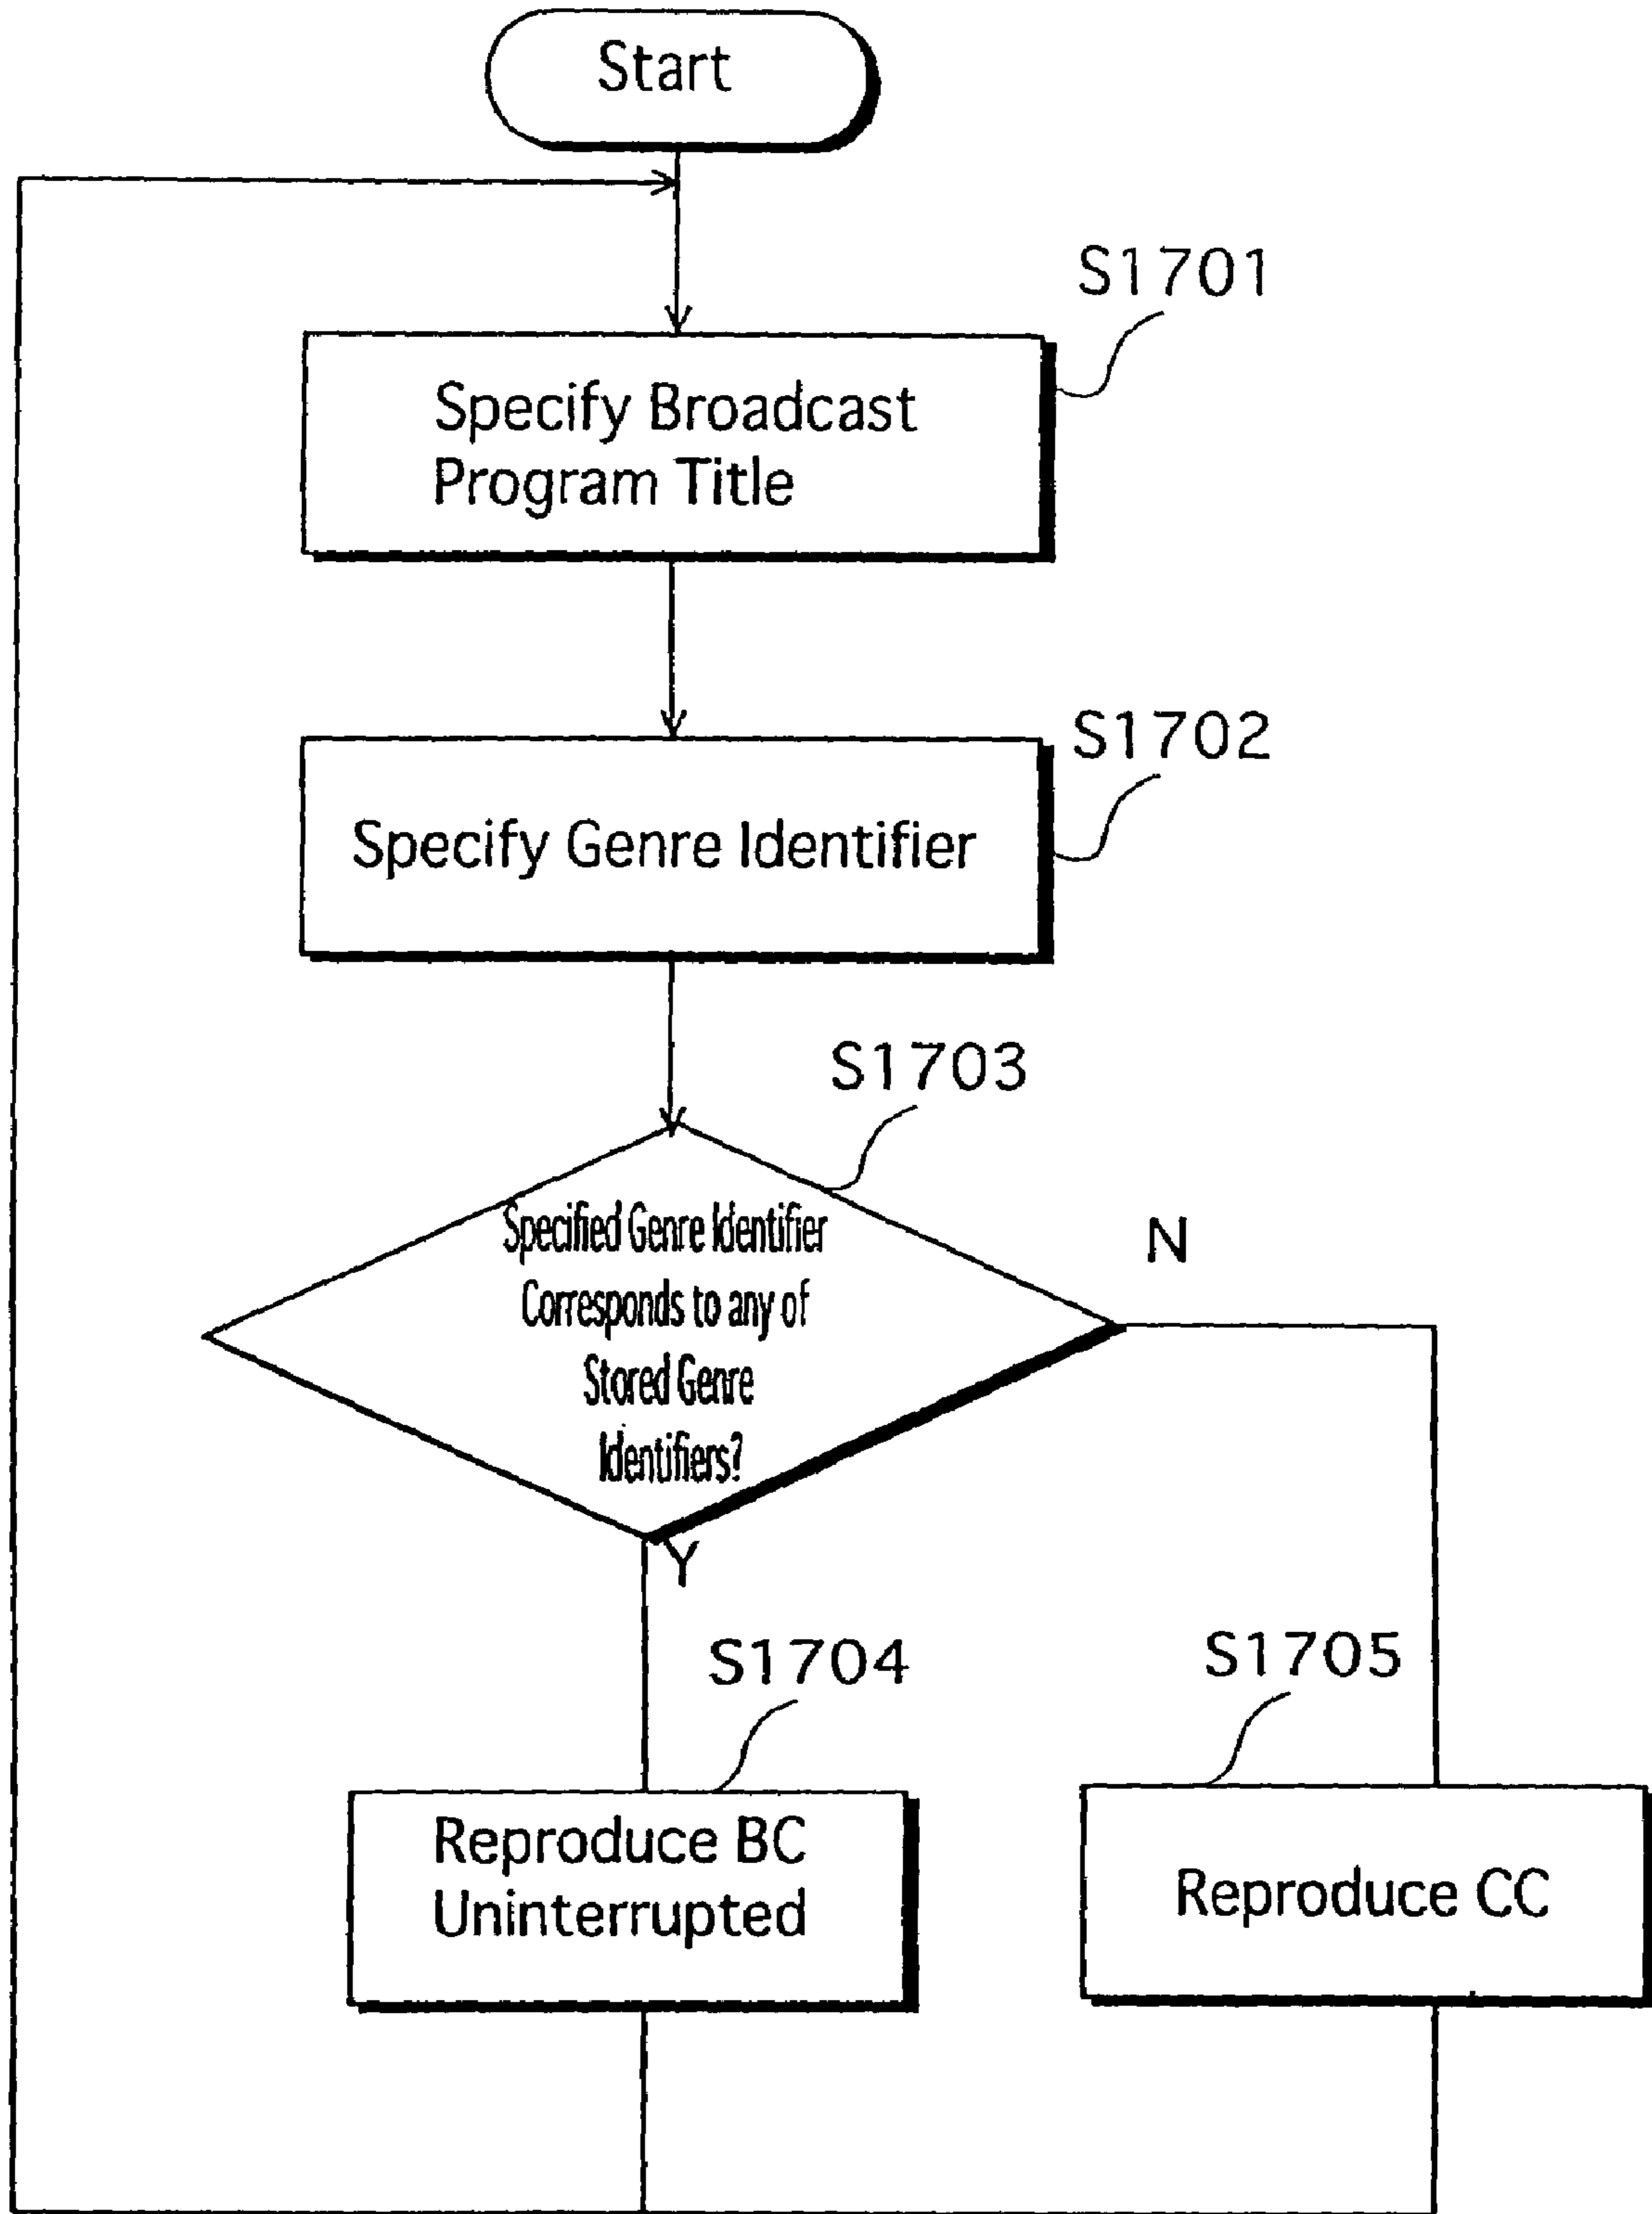 Start
S1701
Specify Broadcast
Program Title
S1702
Specify Genre Identifier
S1703
Specified Genre Identifier
Corresponds to any of
Stored Genre
Identifiers?
N
Y
S1704
S1705
Reproduce BC
Uninterrupted
Reproduce CC